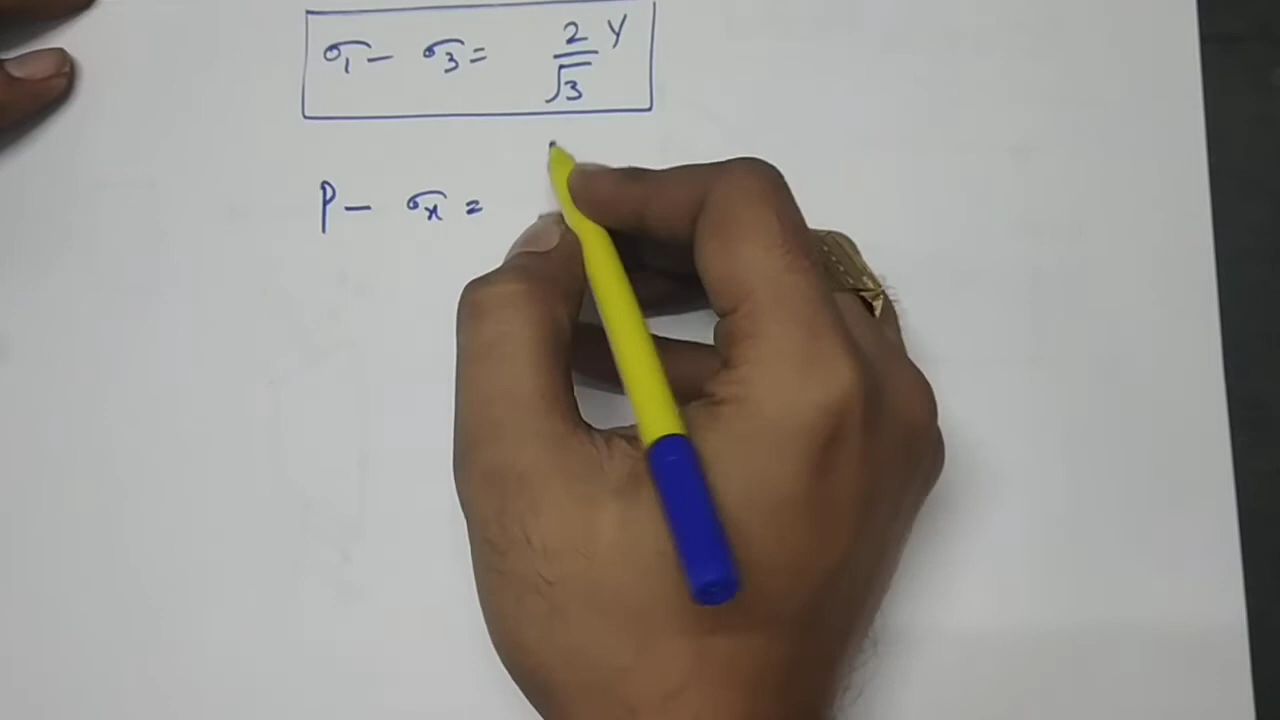 σ₁ - σ₃ = 2/√3 Y
P - σₓ =